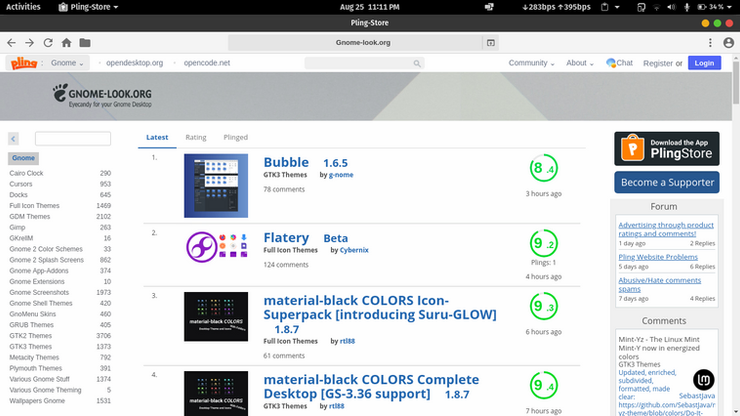 Activities
Pling-Store
Aug 25 11:11 PM
↓283bps ↑395bps
34 %
Pling-Store
Gnome-look.org
Pling
Gnome
opendesktop.org
opencode.net
Community
About
Chat
Register or
Login
GNOME-LOOK.ORG
Eyecandy for your Gnome Desktop
Gnome
Cairo Clock 290
Cursors 953
Docks 645
Full Icon Themes 1469
GDM Themes 2102
Gimp 263
GKrellM 16
Gnome 2 Color Schemes 33
Gnome 2 Splash Screens 862
Gnome App-Addons 374
Gnome Extensions 10
Gnome Screenshots 1973
Gnome Shell Themes 420
GnoMenu Skins 460
GRUB Themes 405
GTK2 Themes 2706
GTK3 Themes 1373
Metacity Themes 792
Plymouth Themes 391
Various Gnome Stuff 1374
Various Gnome Theming 5
Wallpapers Gnome 1531
Latest
Rating
Plinged
1.
Bubble 1.6.5
GTK3 Themes by g-nome
78 comments
8 .4
3 hours ago
2.
Flatery Beta
Full Icon Themes by Cybernix
124 comments
9 .2
Plings: 1
4 hours ago
3.
material-black COLORS
material-black COLORS Icon-
Superpack [introducing Suru-GLOW]
1.8.7
Full Icon Themes by rtl88
61 comments
9 .3
6 hours ago
4.
material-black COLORS
material-black COLORS Complete
Desktop [GS-3.36 support] 1.8.7
GTK3 Themes by rtl88
9 .4
7 hours ago
Download the App
PlingStore
Become a Supporter
Forum
Advertising through product
ratings and comments!
1 day ago 2 Replies
Pling Website Problems
5 days ago 6 Replies
Abusive/Hate comments
spams
7 days ago 4 Replies
Comments
Mint-Yz - The Linux Mint
Mint-Y now in energized
colors
GTK3 Themes
Updated, enriched,
subdivided,
formatted, made
clear:
SebastJava
https://github.com/SebastJava/r
yz-theme/blob/colors/Do-it-